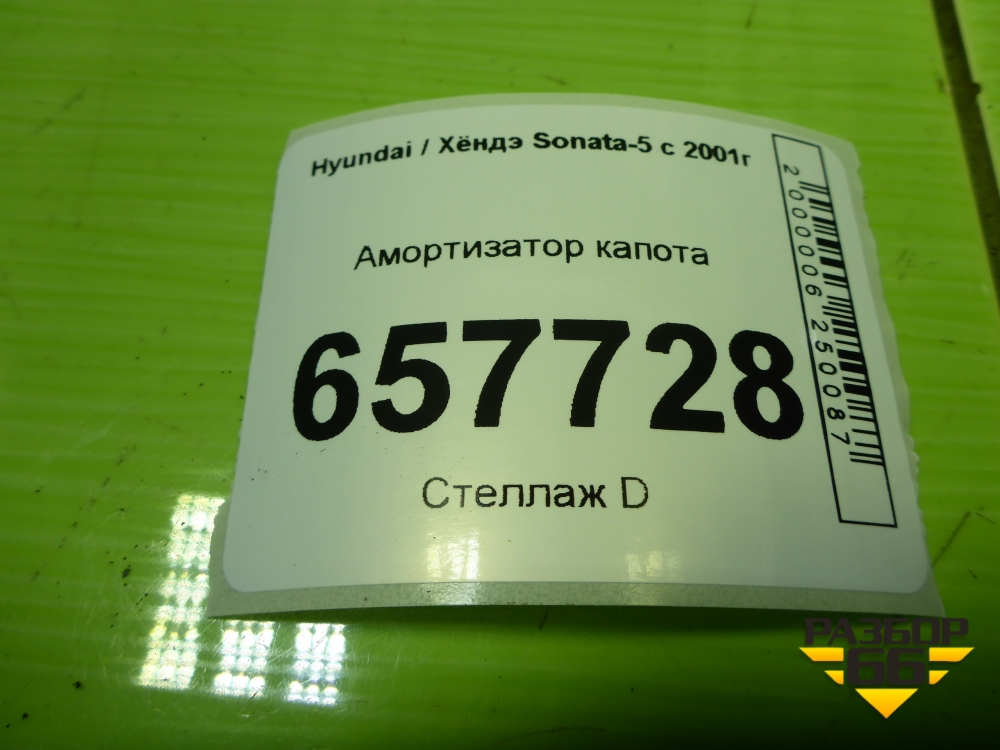 Hyundai / Хёндэ Sonata-5 с 2001г
Амортизатор капота
657728
Стеллаж D
2000006250087
РАЗБОР
66